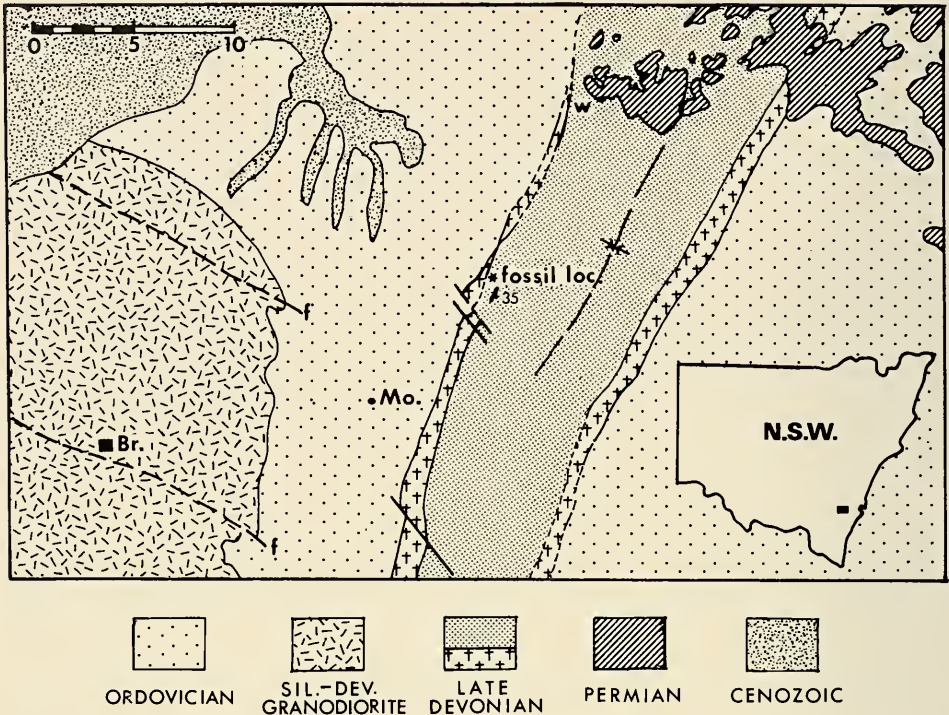 0 5 10
w
fossil loc.
35
f
Mo.
N.S.W.
Br.
f
ORDOVICIAN
SIL.-DEV.
GRANODIORITE
LATE
DEVONIAN
PERMIAN
CENOZOIC